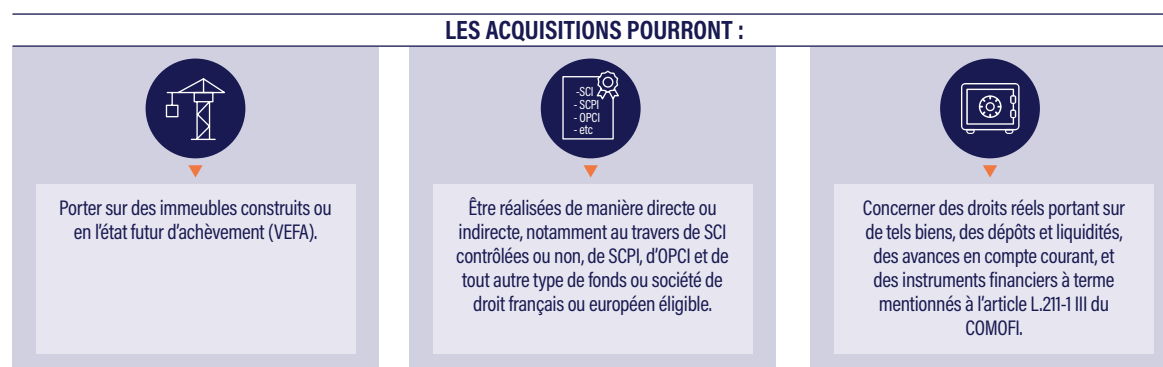 LES ACQUISITIONS POURRONT :
Porter sur des immeubles construits ou
en l'état futur d'achèvement (VEFA).
-SCI
- SCPI
- OPCI
- etc
Être réalisées de manière directe ou
indirecte, notamment au travers de SCI
contrôlées ou non, de SCPI, d'OPCI et de
tout autre type de fonds ou société de
droit français ou européen éligible.
Concerner des droits réels portant sur
de tels biens, des dépôts et liquidités,
des avances en compte courant, et
des instruments financiers à terme
mentionnés à l'article L.211-1 III du
COMOFI.